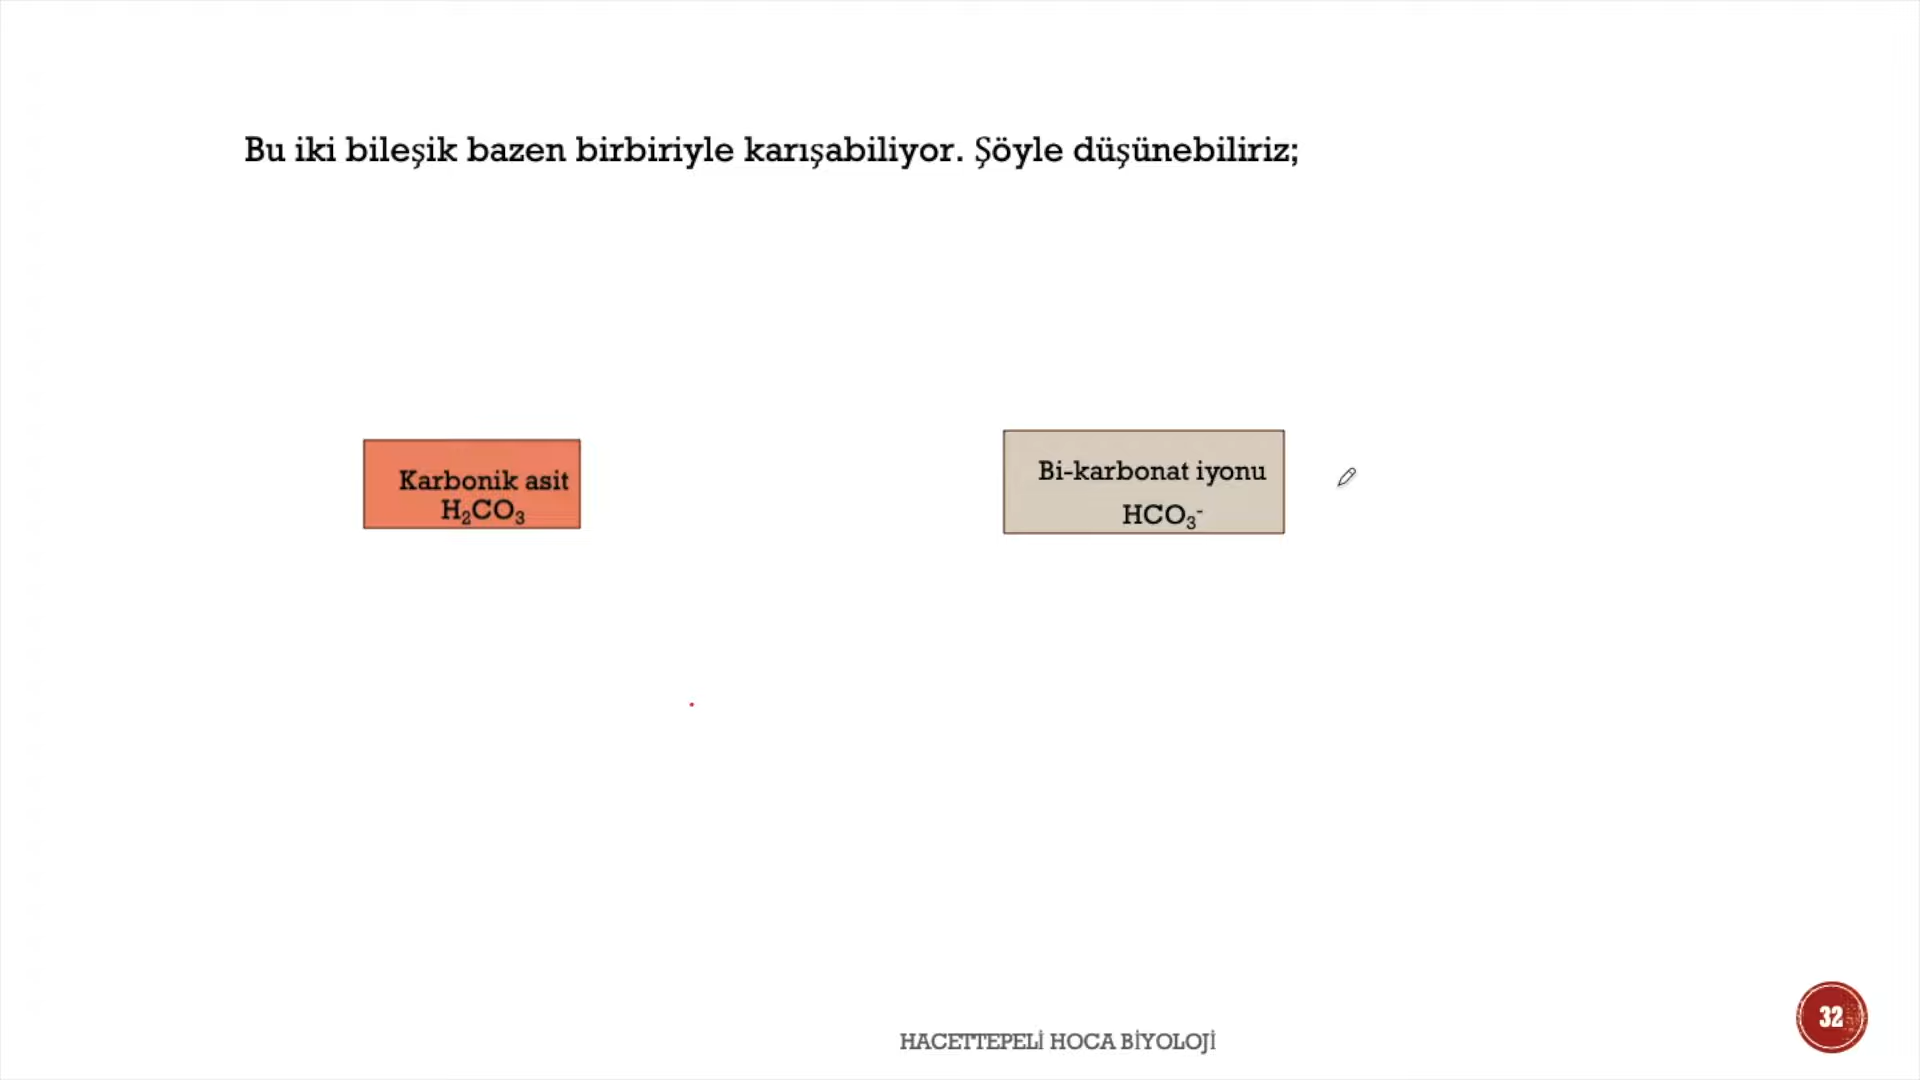 Bu iki bileşik bazen birbiriyle karışabiliyor. Şöyle düşünebiliriz;
Karbonik asit
H₂CO₃
Bi-karbonat iyonu
HCO₃⁻
HACETTEPELİ HOCA BİYOLOJİ
32